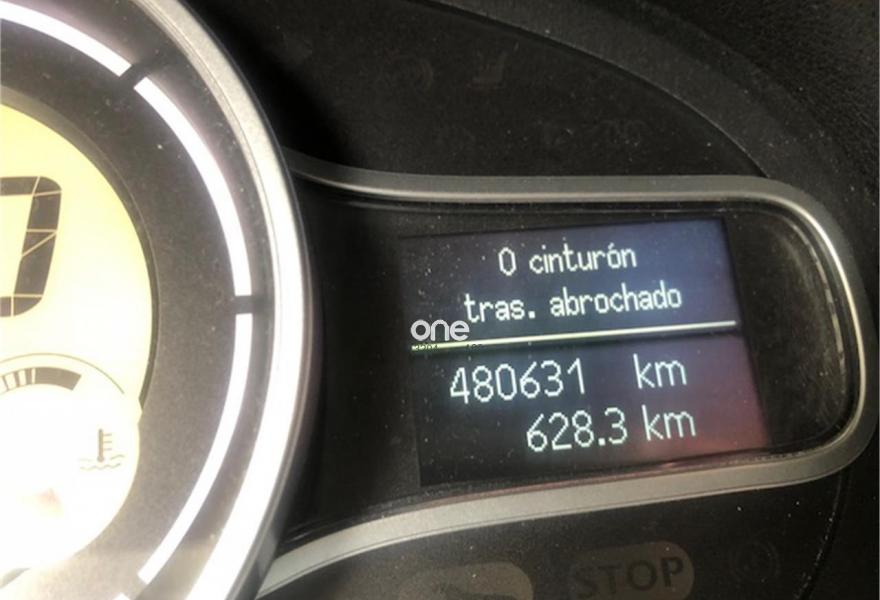 0 cinturón
tras. abrochado
one
480631 km
628.3 km
STOP